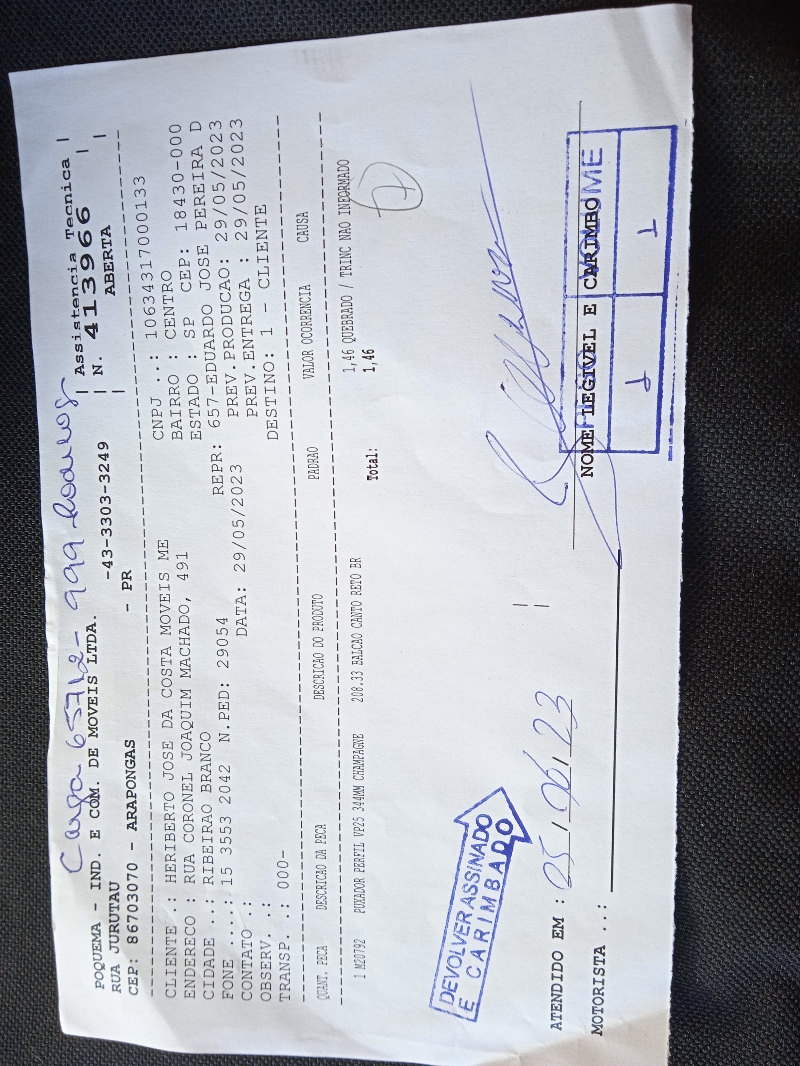 Carga 65712 - 999 Rodulog
POQUEMA - IND. E COM. DE MOVEIS LTDA.
RUA JURUTAU -43-3303-3249
CEP: 86703070 - ARAPONGAS - PR
| Assistencia Tecnica |
| N. 413966 |
| ABERTA |
CLIENTE .: HERIBERTO JOSE DA COSTA MOVEIS ME CNPJ ..: 10634317000133
ENDERECO : RUA CORONEL JOAQUIM MACHADO, 491 BAIRRO : CENTRO
CIDADE ..: RIBEIRAO BRANCO ESTADO : SP CEP: 18430-000
FONE ....: 15 3553 2042 N.PED: 29054 REPR: 657-EDUARDO JOSE PEREIRA D
CONTATO .: DATA: 29/05/2023 PREV.PRODUCAO: 29/05/2023
OBSERV. .: PREV.ENTREGA : 29/05/2023
TRANSP. .: 000- DESTINO: 1 - CLIENTE
QUANT. PECA DESCRICAO DA PECA DESCRICAO DO PRODUTO PADRAO VALOR OCORRENCIA CAUSA
1 M20792 PUXADOR PERFIL VP25 344MM CHAMPAGNE 208.33 BALCAO CANTO RETO BR 1,46 QUEBRADO / TRINC NAO INFORMADO
Total: 1,46
DEVOLVER ASSINADO
E CARIMBADO
ATENDIDO EM : 05/06/23
NOME LEGIVEL E CARIMBO
MOTORISTA ..: